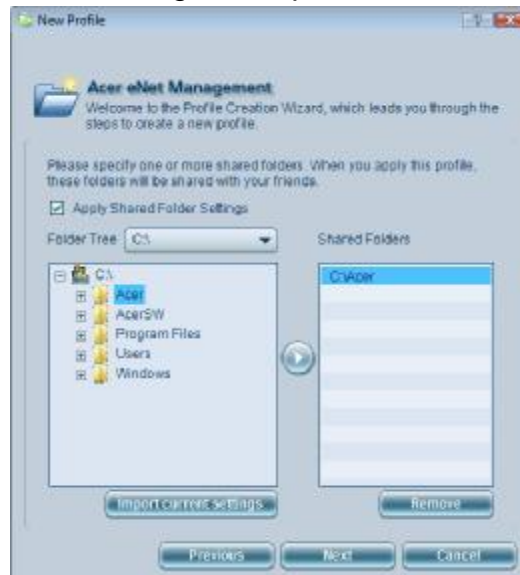 New Profile
Acer eNet Management
Welcome to the Profile Creation Wizard, which leads you through the
steps to create a new profile.
Please specify one or more shared folders. When you apply this profile,
these folders will be shared with your friends.
Apply Shared Folder Settings
Folder Tree C:\
Shared Folders
C:\
Acer
AcerSW
Program Files
Users
Windows
C:\Acer
Import current settings
Remove
Previous
Next
Cancel